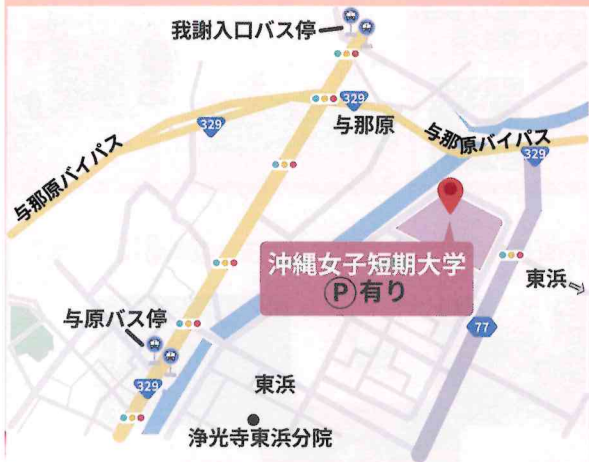 我謝入口バス停
329
与那原
329
与那原バイパス
329
与那原バイパス
沖縄女子短期大学
Ⓟ有り
東浜
77
与原バス停
329
東浜
浄光寺東浜分院